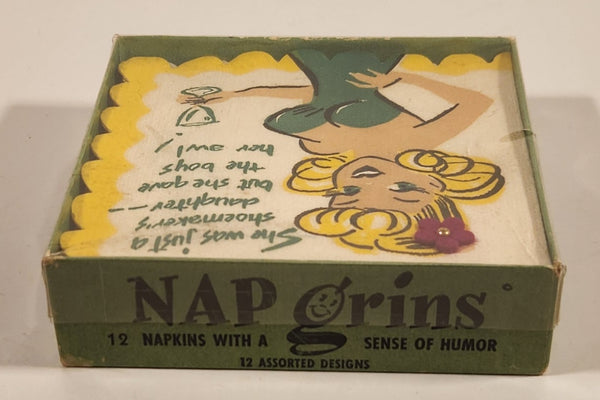 She was just a
shoemaker's
daughter —
but she gave
the boys
her awl!
NAP grins
12 NAPKINS WITH A SENSE OF HUMOR
12 ASSORTED DESIGNS